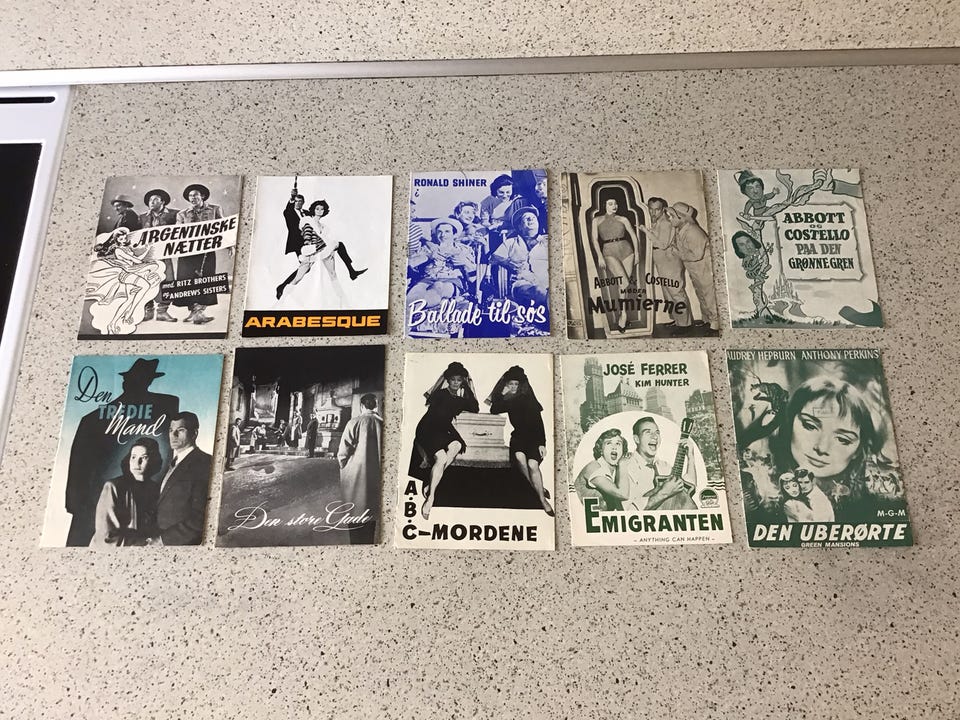 ARGENTINSKE
NÆTTER
med RITZ BROTHERS
og ANDREWS SISTERS
ARABESQUE
RONALD SHINER
i
Ballade til søs
ABBOTT & COSTELLO
MØDER
Mumierne
ABBOTT
OG
COSTELLO
PAA DEN
GRØNNE GREN
Den
TREDIE
Mand
Den store Gade
A·B·C-MORDENE
JOSÉ FERRER
KIM HUNTER
EMIGRANTEN
- ANYTHING CAN HAPPEN -
AUDREY HEPBURN ANTHONY PERKINS
M-G-M
DEN UBERØRTE
GREEN MANSIONS